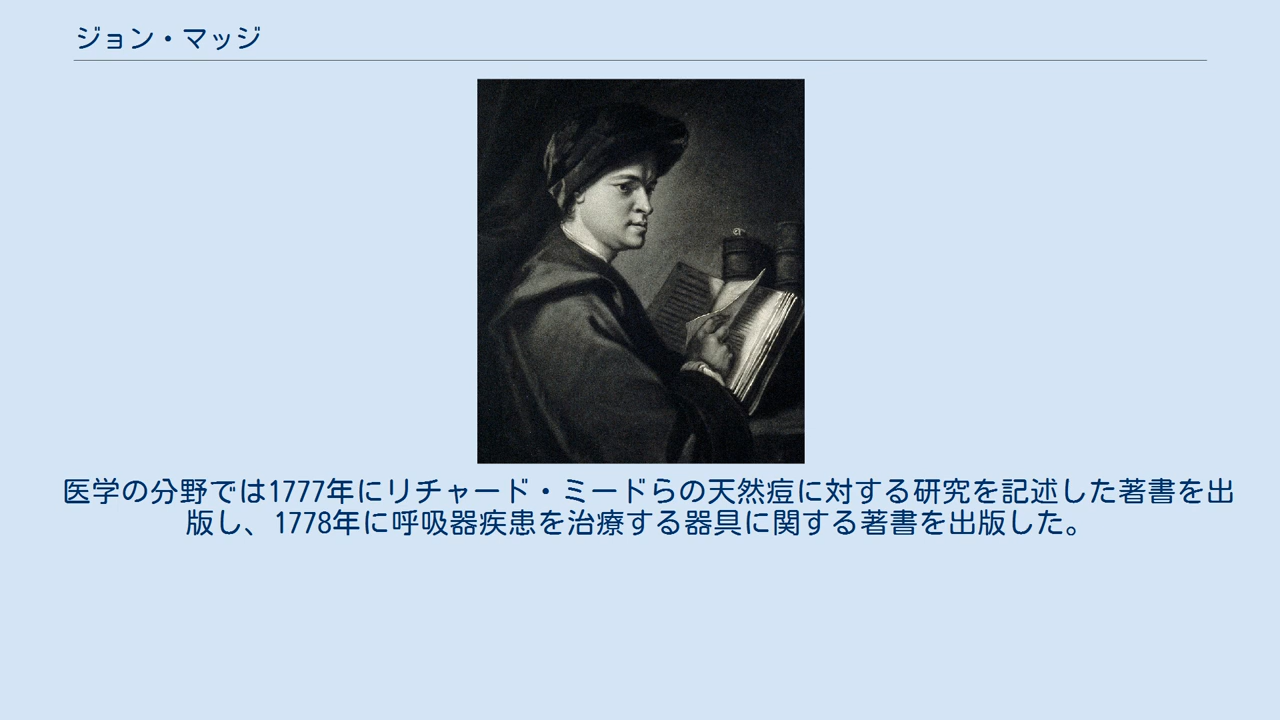 ジョン・マッジ
医学の分野では1777年にリチャード・ミードらの天然痘に対する研究を記述した著書を出
版し、1778年に呼吸器疾患を治療する器具に関する著書を出版した。